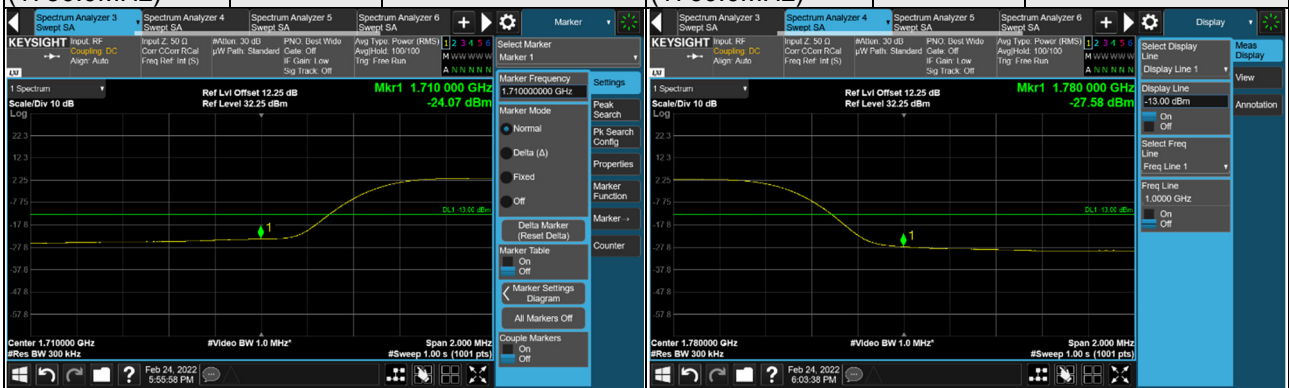 Spectrum Analyzer 3
Swept SA
Spectrum Analyzer 4
Swept SA
Spectrum Analyzer 5
Swept SA
Spectrum Analyzer 6
Swept SA
Marker
KEYSIGHT
Input: RF
Coupling: DC
Align: Auto
Input Z: 50 Ω
Corr CCorr RCal
Freq Ref: Int (S)
#Atten: 30 dB
µW Path: Standard
PNO: Best Wide
Gate: Off
IF Gain: Low
Sig Track: Off
Avg Type: Power (RMS)
Avg|Hold: 100/100
Trig: Free Run
1 2 3 4 5 6
M W W W W W
A N N N N N
LXI
1 Spectrum
Scale/Div 10 dB
Log
Ref Lvl Offset 12.25 dB
Ref Level 32.25 dBm
Mkr1 1.710 000 GHz
-24.07 dBm
22.3
12.3
2.25
-7.75
-17.8
-27.8
-37.8
-47.8
-57.8
DL1 -13.00 dBm
1
Center 1.710000 GHz
#Res BW 300 kHz
#Video BW 1.0 MHz*
Span 2.000 MHz
#Sweep 1.00 s (1001 pts)
Select Marker
Marker 1
Marker Frequency
1.710000000 GHz
Marker Mode
Normal
Delta (Δ)
Fixed
Off
Delta Marker
(Reset Delta)
Marker Table
On
Off
Marker Settings
Diagram
All Markers Off
Couple Markers
On
Off
Settings
Peak
Search
Pk Search
Config
Properties
Marker
Function
Marker→
Counter
Feb 24, 2022
5:55:58 PM
Spectrum Analyzer 3
Swept SA
Spectrum Analyzer 4
Swept SA
Spectrum Analyzer 5
Swept SA
Spectrum Analyzer 6
Swept SA
Display
KEYSIGHT
Input: RF
Coupling: DC
Align: Auto
Input Z: 50 Ω
Corr CCorr RCal
Freq Ref: Int (S)
#Atten: 30 dB
µW Path: Standard
PNO: Best Wide
Gate: Off
IF Gain: Low
Sig Track: Off
Avg Type: Power (RMS)
Avg|Hold: 100/100
Trig: Free Run
1 2 3 4 5 6
M W W W W W
A N N N N N
LXI
1 Spectrum
Scale/Div 10 dB
Log
Ref Lvl Offset 12.25 dB
Ref Level 32.25 dBm
Mkr1 1.780 000 GHz
-27.58 dBm
22.3
12.3
2.25
-7.75
-17.8
-27.8
-37.8
-47.8
-57.8
DL1 -13.00 dBm
1
Center 1.780000 GHz
#Res BW 300 kHz
#Video BW 1.0 MHz*
Span 2.000 MHz
#Sweep 1.00 s (1001 pts)
Select Display
Line
Display Line 1
Display Line
-13.00 dBm
On
Off
Select Freq
Line
Freq Line 1
Freq Line
1.0000 GHz
On
Off
Meas
Display
View
Annotation
Feb 24, 2022
6:03:38 PM